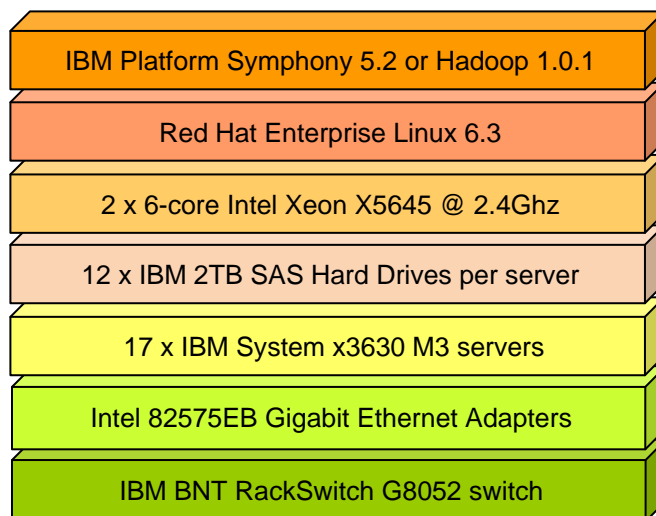 IBM Platform Symphony 5.2 or Hadoop 1.0.1
Red Hat Enterprise Linux 6.3
2 x 6-core Intel Xeon X5645 @ 2.4Ghz
12 x IBM 2TB SAS Hard Drives per server
17 x IBM System x3630 M3 servers
Intel 82575EB Gigabit Ethernet Adapters
IBM BNT RackSwitch G8052 switch